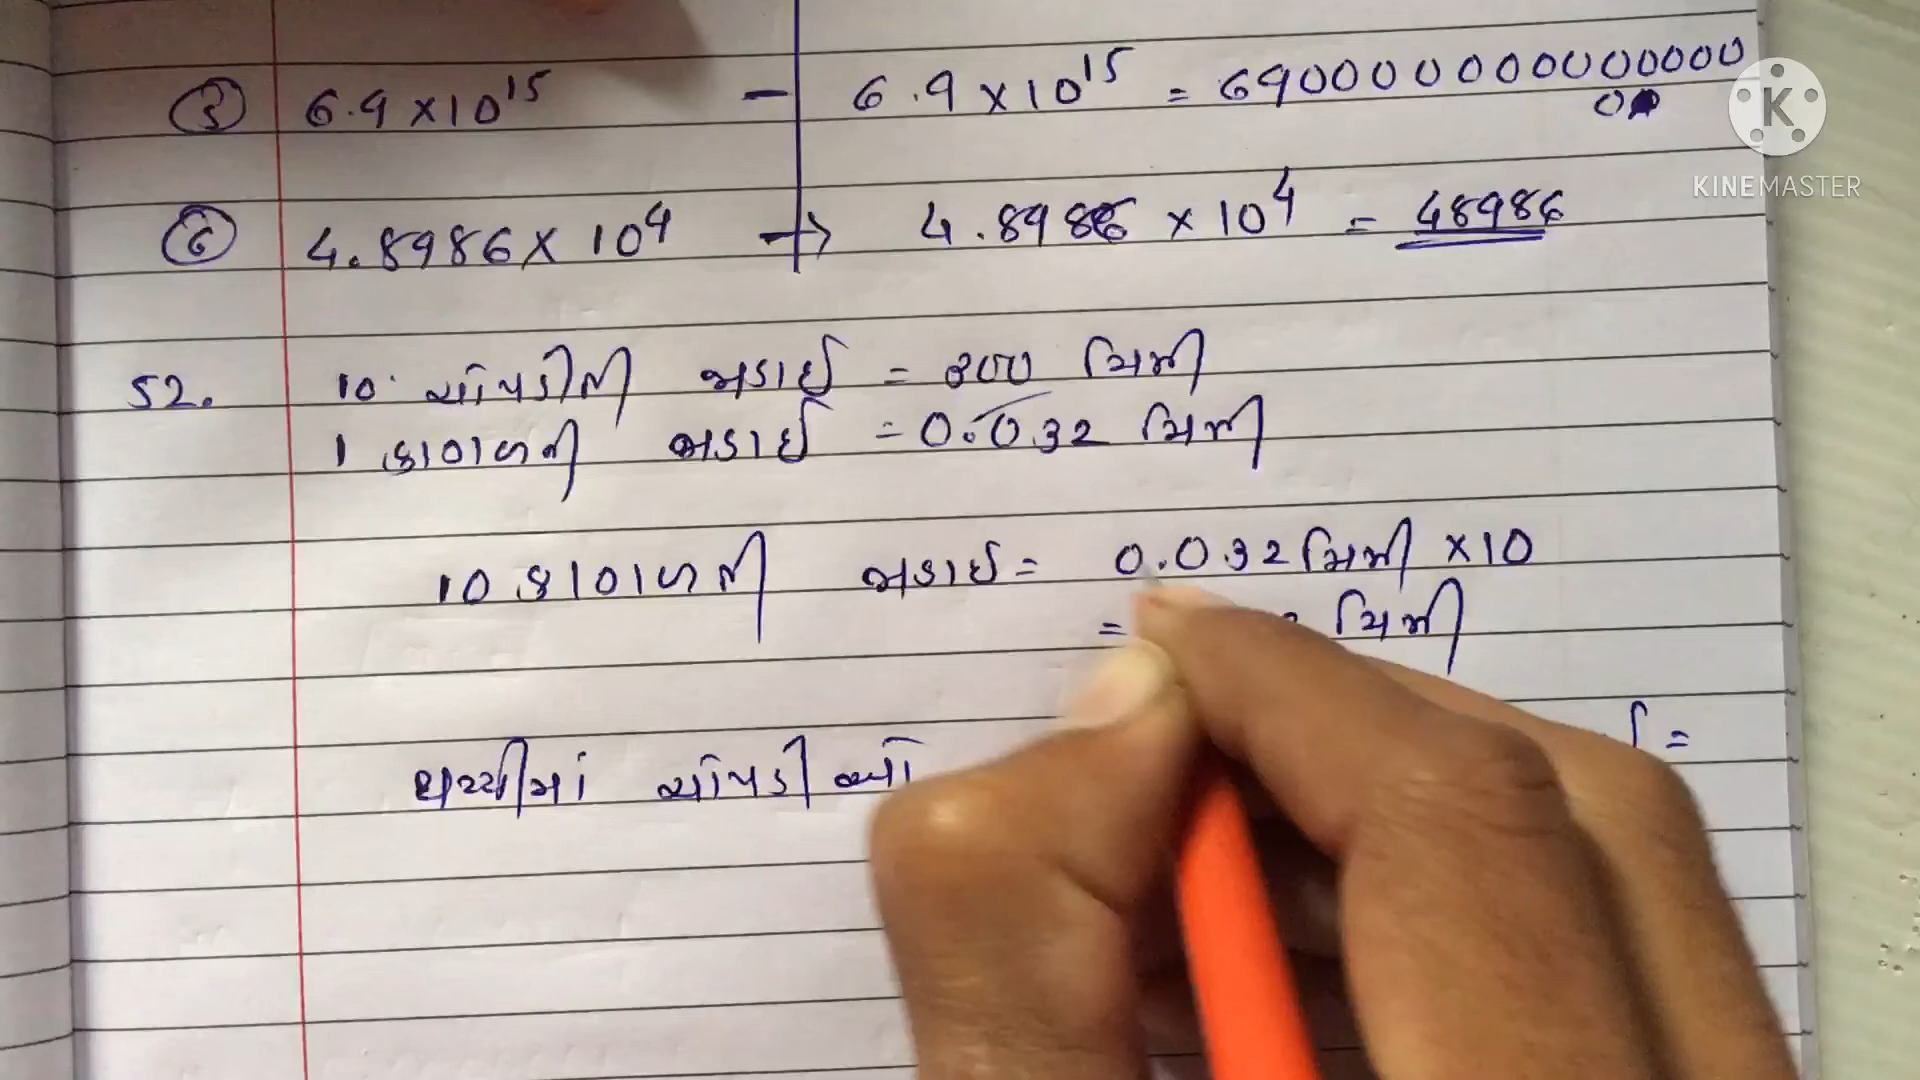 ⑤ 6.9 × 10¹⁵ - 6.9 × 10¹⁵ = 6900000000000000
⑥ 4.8986 × 10⁴ → 4.8986 × 10⁴ = 48986
52. 10 ચોપડીની જાડાઈ = 200 મિમી
1 કાગળની જાડાઈ = 0.032 મિમી
10 કાગળની જાડાઈ = 0.032 મિમી × 10
= મિમી
થપ્પીમાં ચોપડીઓ =
KINEMASTER